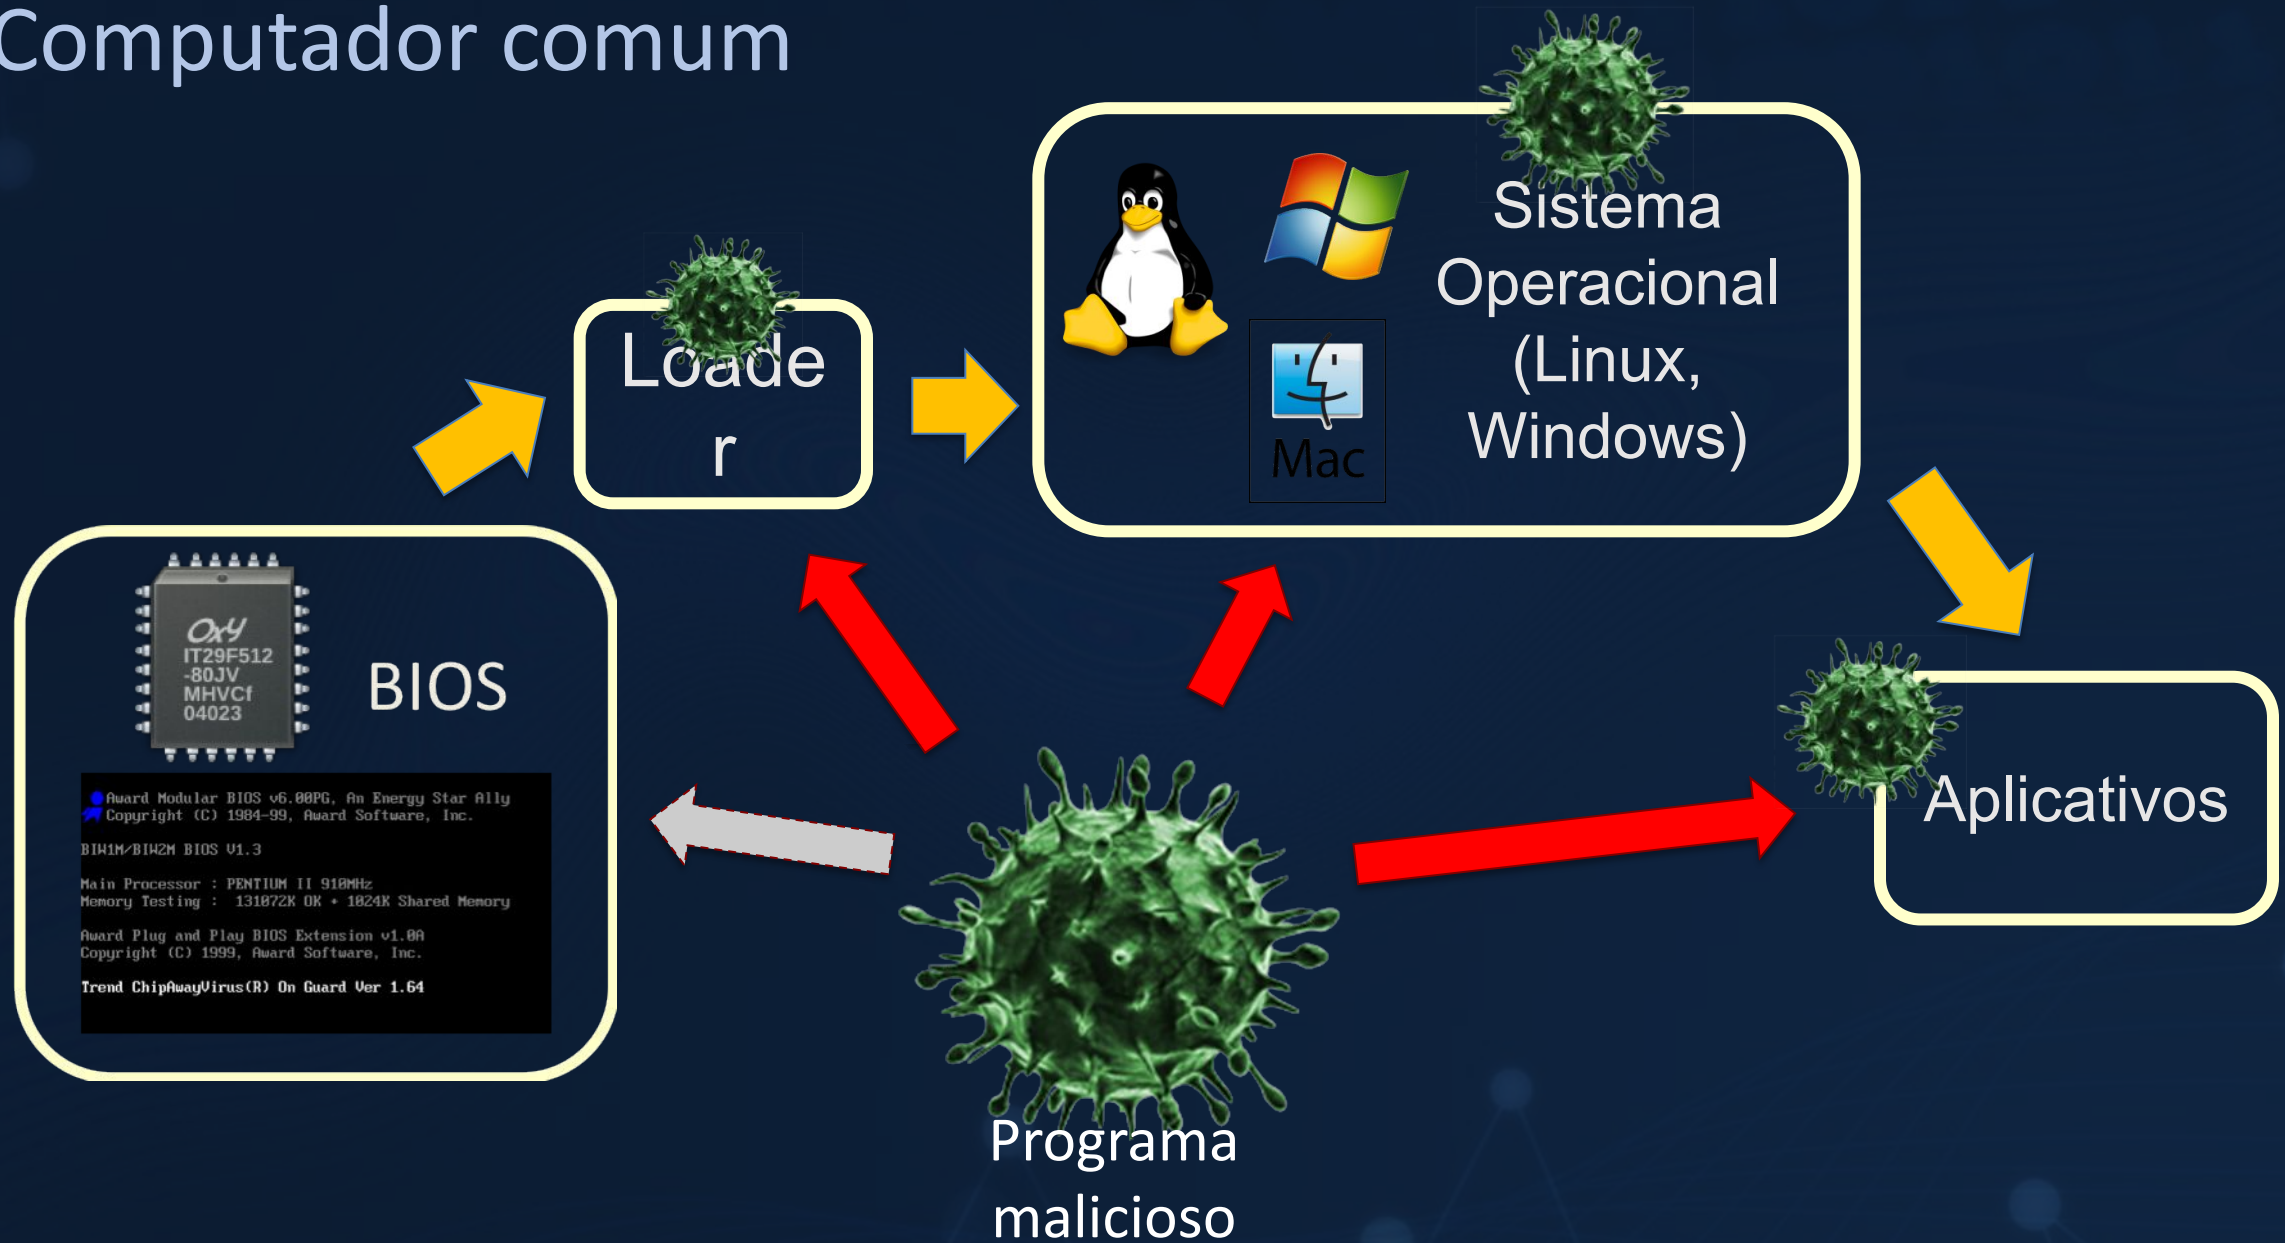 Computador comum
Sistema
Operacional
(Linux,
Windows)
Mac
Loade
r
BIOS
Oxy
IT29F512
-80JV
MHVCf
04023
Award Modular BIOS v6.00PG, An Energy Star Ally
Copyright (C) 1984-99, Award Software, Inc.
BIW1M/BIW2M BIOS V1.3
Main Processor : PENTIUM II 910MHz
Memory Testing : 131072K OK + 1024K Shared Memory
Award Plug and Play BIOS Extension v1.0A
Copyright (C) 1999, Award Software, Inc.
Trend ChipAwayVirus(R) On Guard Ver 1.64
Aplicativos
Programa
malicioso